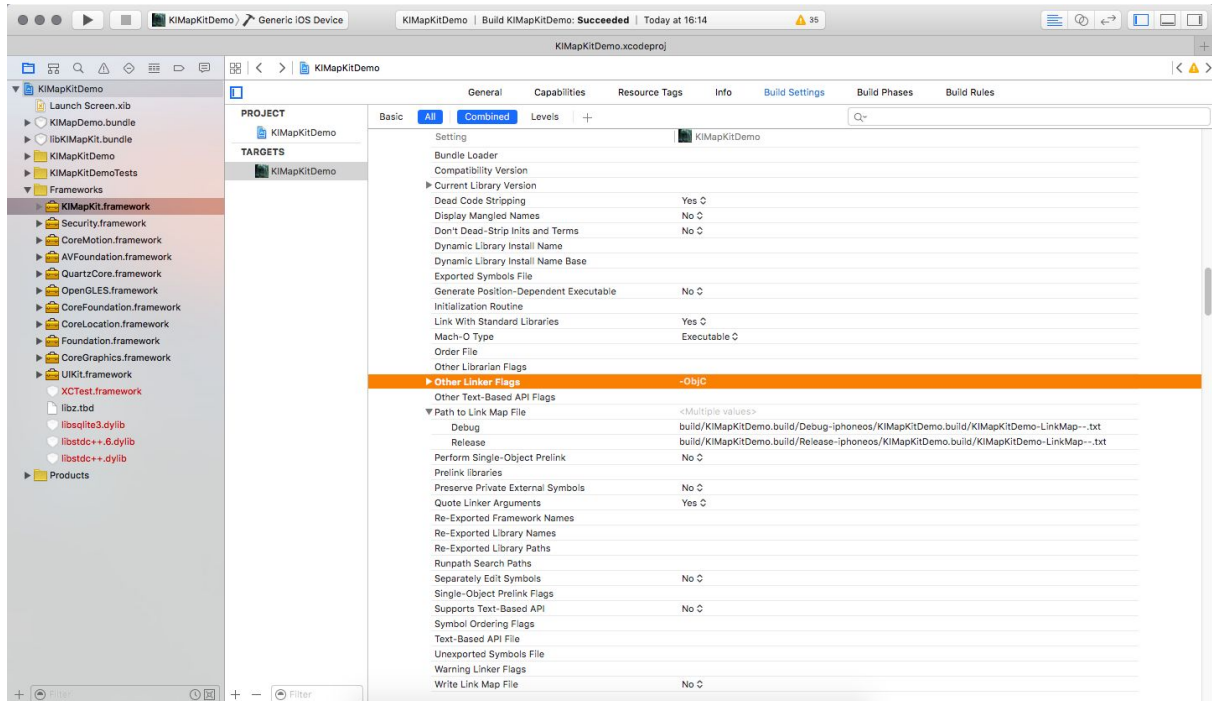 KIMapKitDemo Generic iOS Device
KIMapKitDemo | Build KIMapKitDemo: Succeeded | Today at 16:14
35
KIMapKitDemo.xcodeproj
KIMapKitDemo
Launch Screen.xib
KIMapDemo.bundle
libKIMapKit.bundle
KIMapKitDemo
KIMapKitDemoTests
Frameworks
KIMapKit.framework
Security.framework
CoreMotion.framework
AVFoundation.framework
QuartzCore.framework
OpenGLES.framework
CoreFoundation.framework
CoreLocation.framework
Foundation.framework
CoreGraphics.framework
UIKit.framework
XCTest.framework
libz.tbd
libsqlite3.dylib
libstdc++.6.dylib
libstdc++.dylib
Products
Filter
KIMapKitDemo
General Capabilities Resource Tags Info Build Settings Build Phases Build Rules
PROJECT
KIMapKitDemo
TARGETS
KIMapKitDemo
Filter
Basic All Combined Levels +
Setting KIMapKitDemo
Bundle Loader
Compatibility Version
Current Library Version
Dead Code Stripping Yes
Display Mangled Names No
Don't Dead-Strip Inits and Terms No
Dynamic Library Install Name
Dynamic Library Install Name Base
Exported Symbols File
Generate Position-Dependent Executable No
Initialization Routine
Link With Standard Libraries Yes
Mach-O Type Executable
Order File
Other Librarian Flags
Other Linker Flags -ObjC
Other Text-Based API Flags
Path to Link Map File <Multiple values>
Debug build/KIMapKitDemo.build/Debug-iphoneos/KIMapKitDemo.build/KIMapKitDemo-LinkMap--.txt
Release build/KIMapKitDemo.build/Release-iphoneos/KIMapKitDemo.build/KIMapKitDemo-LinkMap--.txt
Perform Single-Object Prelink No
Prelink libraries
Preserve Private External Symbols No
Quote Linker Arguments Yes
Re-Exported Framework Names
Re-Exported Library Names
Re-Exported Library Paths
Runpath Search Paths
Separately Edit Symbols No
Single-Object Prelink Flags
Supports Text-Based API No
Symbol Ordering Flags
Text-Based API File
Unexported Symbols File
Warning Linker Flags
Write Link Map File No